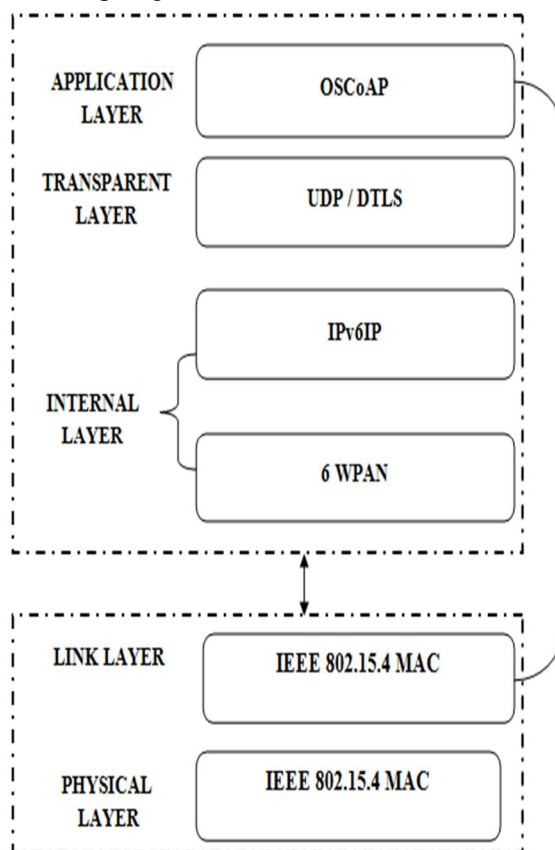 APPLICATION
LAYER
OSCoAP
TRANSPARENT
LAYER
UDP / DTLS
IPv6IP
INTERNAL
LAYER
6 WPAN
LINK LAYER
IEEE 802.15.4 MAC
PHYSICAL
LAYER
IEEE 802.15.4 MAC